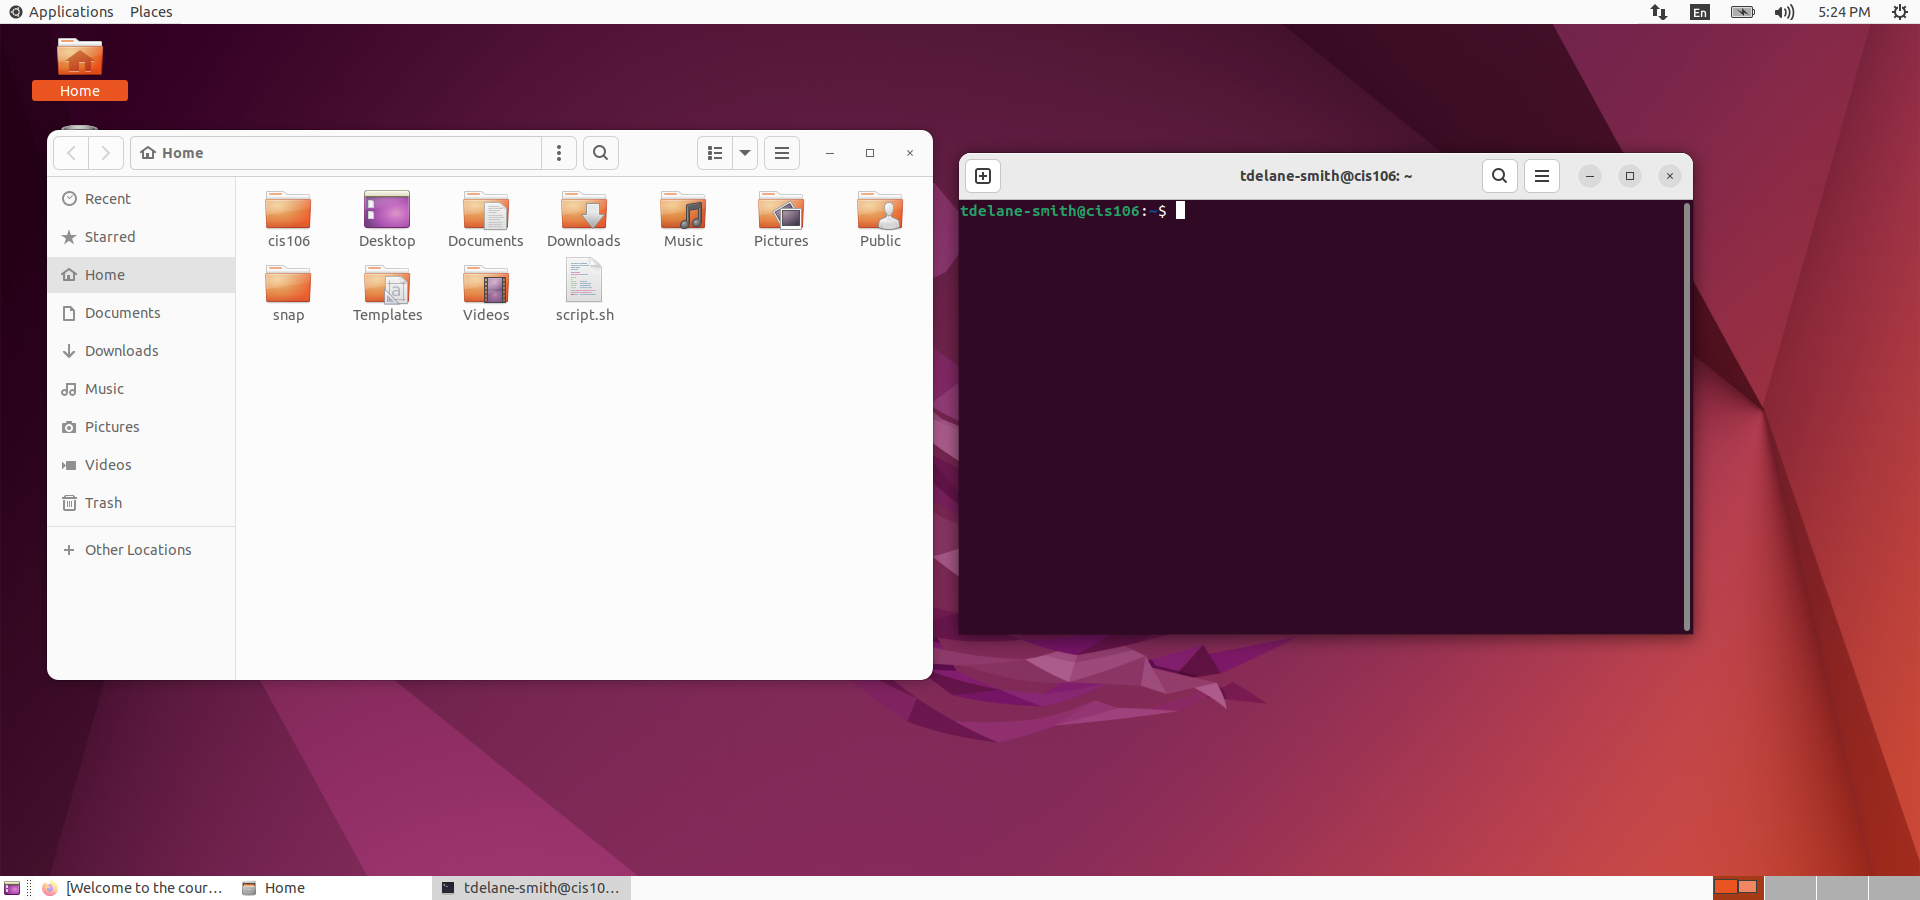 Applications Places
En 5:24 PM
Home
Home
Recent
Starred
Home
Documents
Downloads
Music
Pictures
Videos
Trash
Other Locations
cis106 Desktop Documents Downloads Music Pictures Public
snap Templates Videos script.sh
tdelane-smith@cis106: ~
tdelane-smith@cis106:~$
[Welcome to the cour... Home tdelane-smith@cis10...